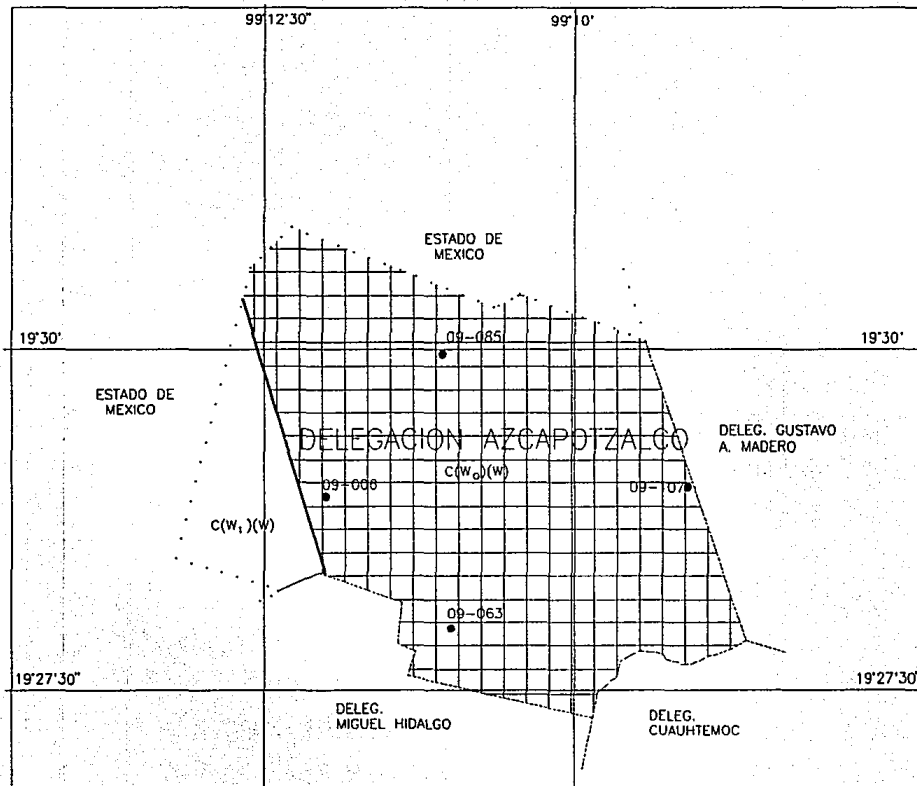 99°12'30"
99°10'
ESTADO DE
MEXICO
09-085
19°30'
19°30'
ESTADO DE
MEXICO
DELEGACION AZCAPOTZALCO
DELEG. GUSTAVO
A. MADERO
C(W₀)(W)
09-008
09-107
C(W₁)(W)
09-063
19°27'30"
19°27'30"
DELEG.
MIGUEL HIDALGO
DELEG.
CUAUHTEMOC